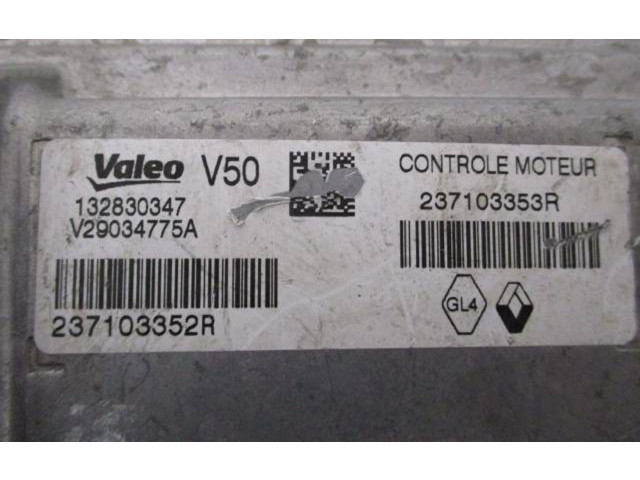 Valeo V50
132830347
V29034775A
237103352R
CONTROLE MOTEUR
237103353R
GL4